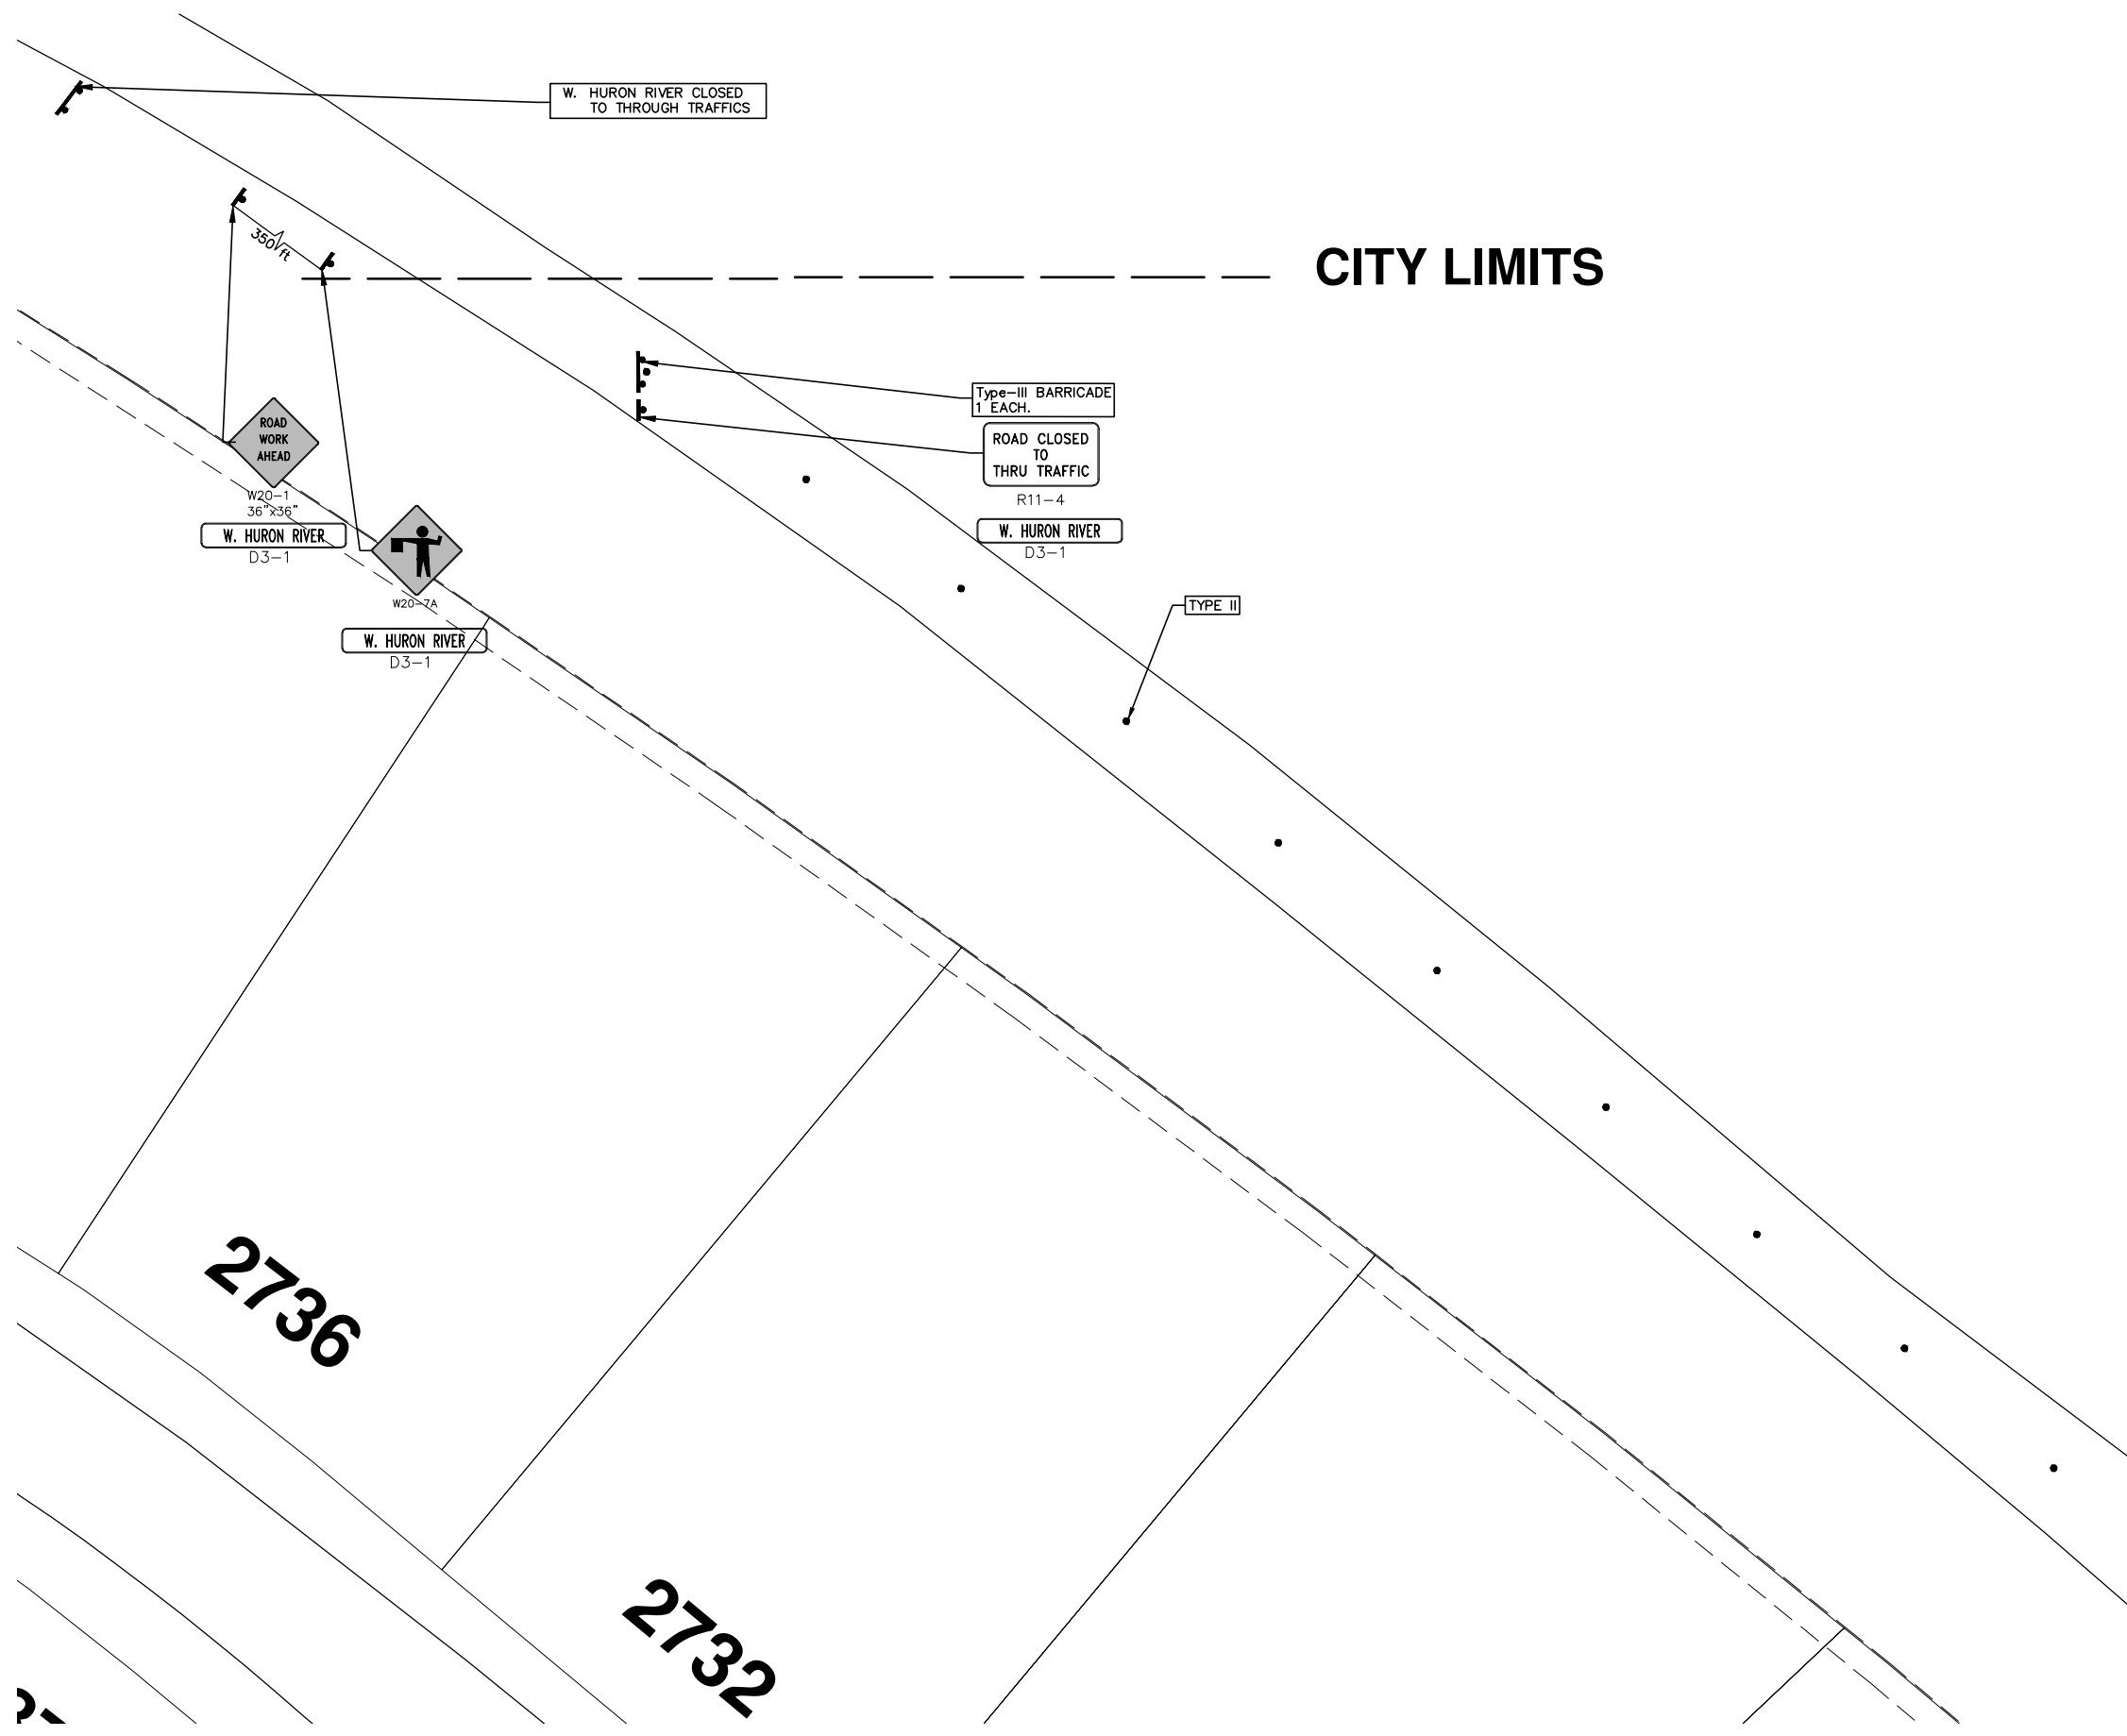 W. HURON RIVER CLOSED
TO THROUGH TRAFFICS
350 ft
CITY LIMITS
Type-III BARRICADE
1 EACH.
ROAD CLOSED
TO
THRU TRAFFIC
R11-4
W. HURON RIVER
D3-1
ROAD
WORK
AHEAD
W20-1
36"x36"
W. HURON RIVER
D3-1
W20-7A
W. HURON RIVER
D3-1
TYPE II
2736
2732